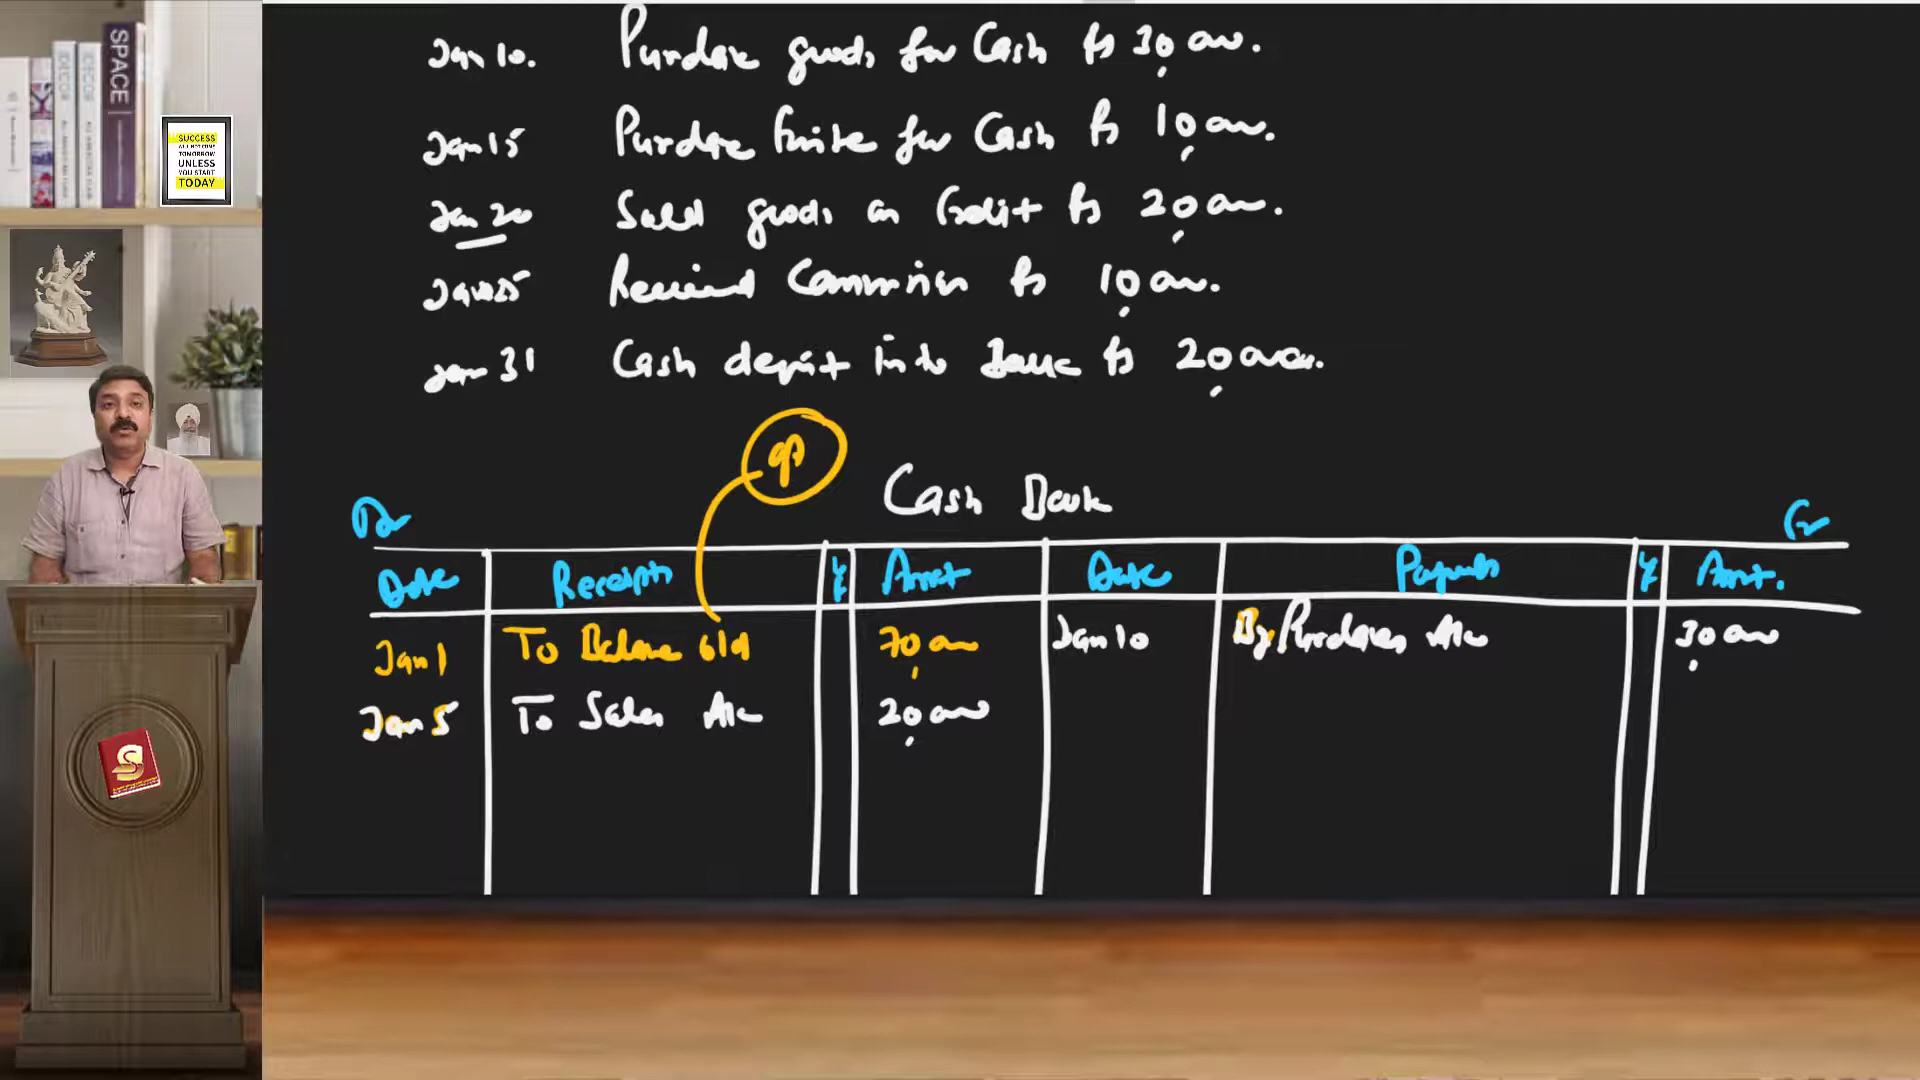 Jan 10. Purchase goods for Cash Rs 30,000.
Jan 15 Purchase Furniture for Cash Rs 10,000.
Jan 20 Sold goods on Credit Rs 20,000.
Jan 25 Received Commission Rs 10,000.
Jan 31 Cash deposit into Bank Rs 20,000.
SPACE
SUCCESS
TOMORROW
UNLESS
YOU START
TODAY
Cash Book
Dr Cr
Date Receipts Amt Date Payments Amt.
Jan 1 To Balance b/d 70,000 Jan 10 By Purchases A/c 30,000
Jan 5 To Sales A/c 20,000